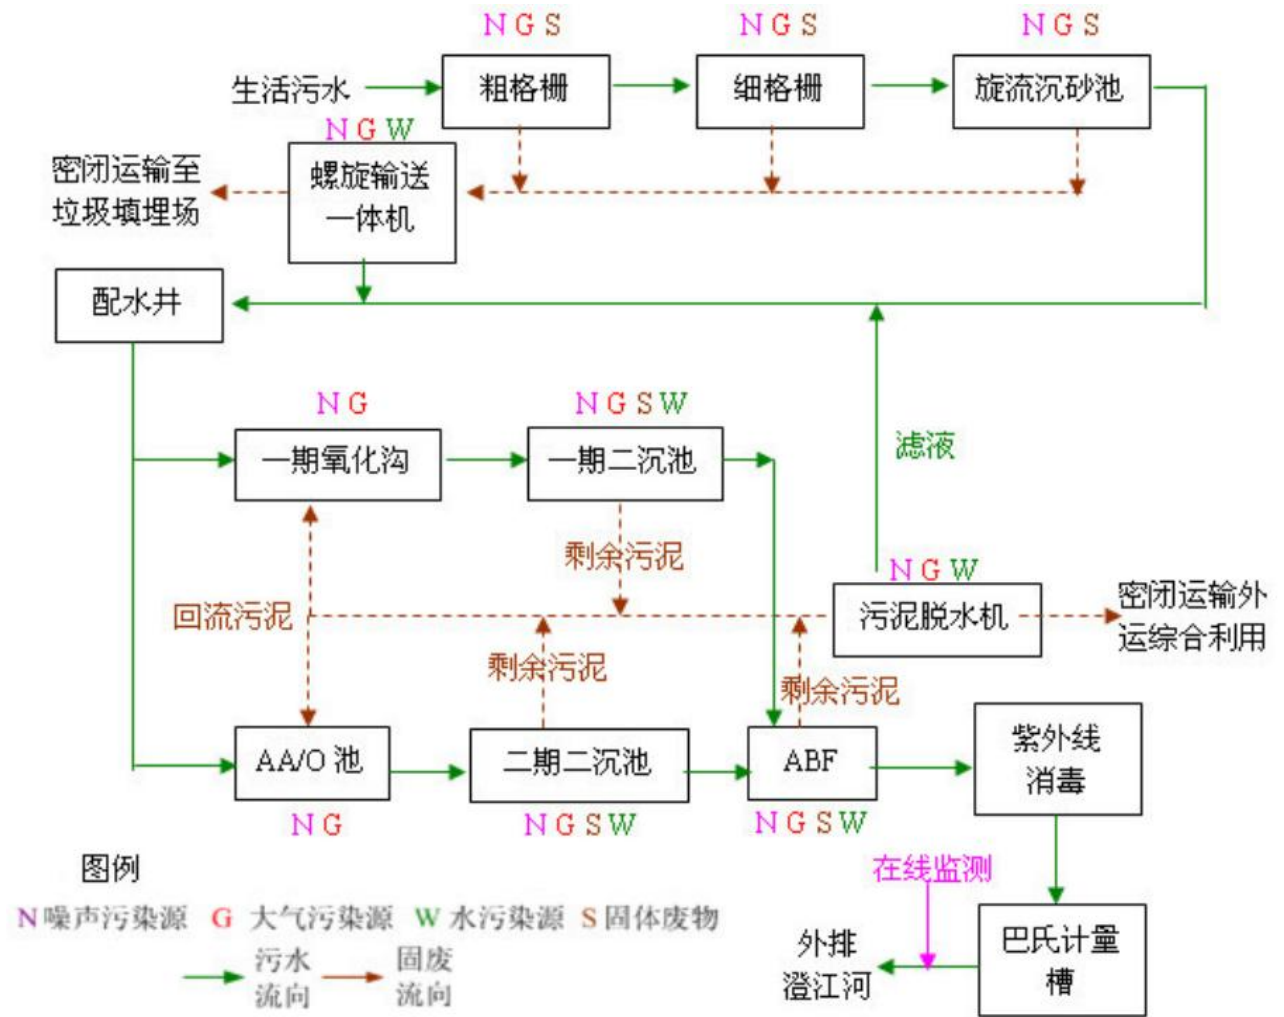 N G S
N G S
N G S
生活污水
粗格栅
细格栅
旋流沉砂池
N G W
密闭运输至
垃圾填埋场
螺旋输送
一体机
配水井
N G
N G S W
一期氧化沟
一期二沉池
滤液
剩余污泥
N G W
回流污泥
污泥脱水机
密闭运输外
运综合利用
剩余污泥
剩余污泥
AA/O 池
二期二沉池
ABF
紫外线
消毒
N G
N G S W
N G S W
图例
在线监测
N 噪声污染源 G 大气污染源 W 水污染源 S 固体废物
污水
流向
固废
流向
外排
澄江河
巴氏计量
槽